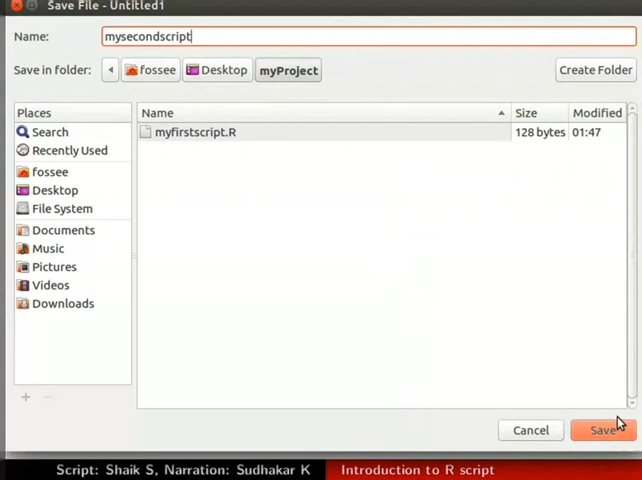 Save File - Untitled1
Name: mysecondscript
Save in folder: fossee Desktop myProject Create Folder
Places Name Size Modified
Search myfirstscript.R 128 bytes 01:47
Recently Used
fossee
Desktop
File System
Documents
Music
Pictures
Videos
Downloads
Cancel Save
Script: Shaik S, Narration: Sudhakar K Introduction to R script